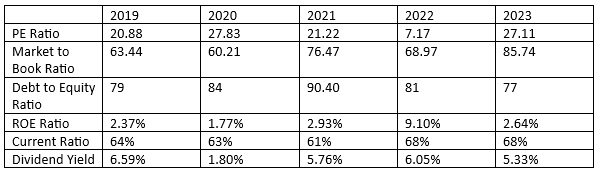 2019 2020 2021 2022 2023
PE Ratio 20.88 27.83 21.22 7.17 27.11
Market to 63.44 60.21 76.47 68.97 85.74
Book Ratio
Debt to Equity 79 84 90.40 81 77
Ratio
ROE Ratio 2.37% 1.77% 2.93% 9.10% 2.64%
Current Ratio 64% 63% 61% 68% 68%
Dividend Yield 6.59% 1.80% 5.76% 6.05% 5.33%